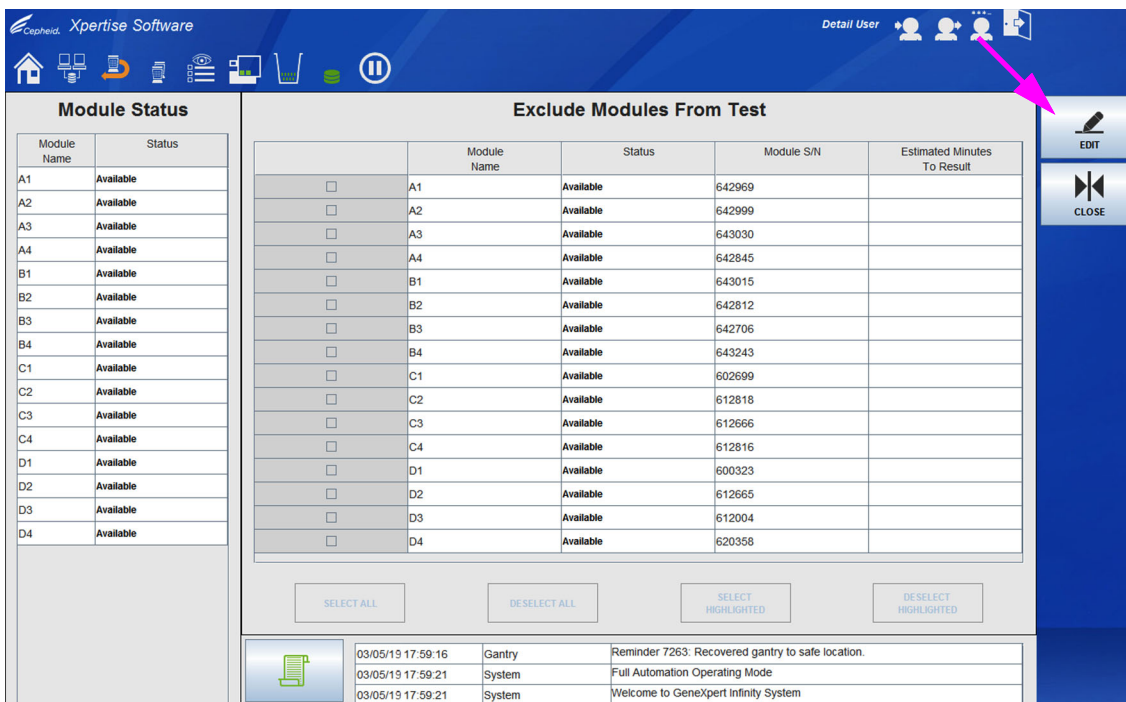 Cepheid. Xpertise Software
Detail User
Module Status
Exclude Modules From Test
EDIT
CLOSE
Module Name Status
A1 Available
A2 Available
A3 Available
A4 Available
B1 Available
B2 Available
B3 Available
B4 Available
C1 Available
C2 Available
C3 Available
C4 Available
D1 Available
D2 Available
D3 Available
D4 Available
Module Name Status Module S/N Estimated Minutes To Result
A1 Available 642969
A2 Available 642999
A3 Available 643030
A4 Available 642845
B1 Available 643015
B2 Available 642812
B3 Available 642706
B4 Available 643243
C1 Available 602699
C2 Available 612818
C3 Available 612666
C4 Available 612816
D1 Available 600323
D2 Available 612665
D3 Available 612004
D4 Available 620358
SELECT ALL
DESELECT ALL
SELECT HIGHLIGHTED
DESELECT HIGHLIGHTED
03/05/19 17:59:16 Gantry Reminder 7263: Recovered gantry to safe location.
03/05/19 17:59:21 System Full Automation Operating Mode
03/05/19 17:59:21 System Welcome to GeneXpert Infinity System